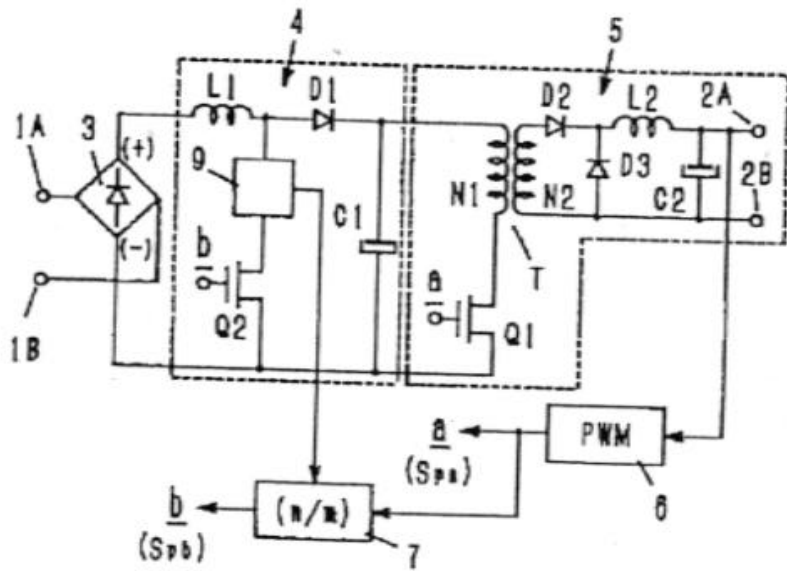 4
5
L1
D1
D2
L2
2A
1A
3
(+)
9
D3
2B
N1
N2
C2
C1
(-)
b
a
T
Q2
Q1
1B
a
(Spa)
PWM
6
b
(Spb)
(n/m)
7